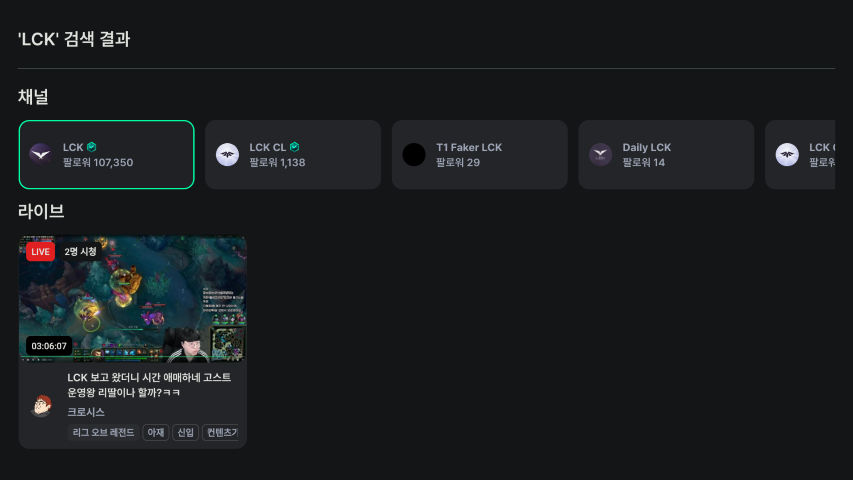 'LCK' 검색 결과
채널
LCK
팔로워 107,350
LCK CL
팔로워 1,138
T1 Faker LCK
팔로워 29
Daily LCK
팔로워 14
LCK
팔로워
라이브
LIVE
2명 시청
03:06:07
LCK 보고 왔더니 시간 애매하네 고스트
운영왕 리딸이나 할까?ㅋㅋ
크로시스
리그 오브 레전드 아재 신입 컨텐츠기